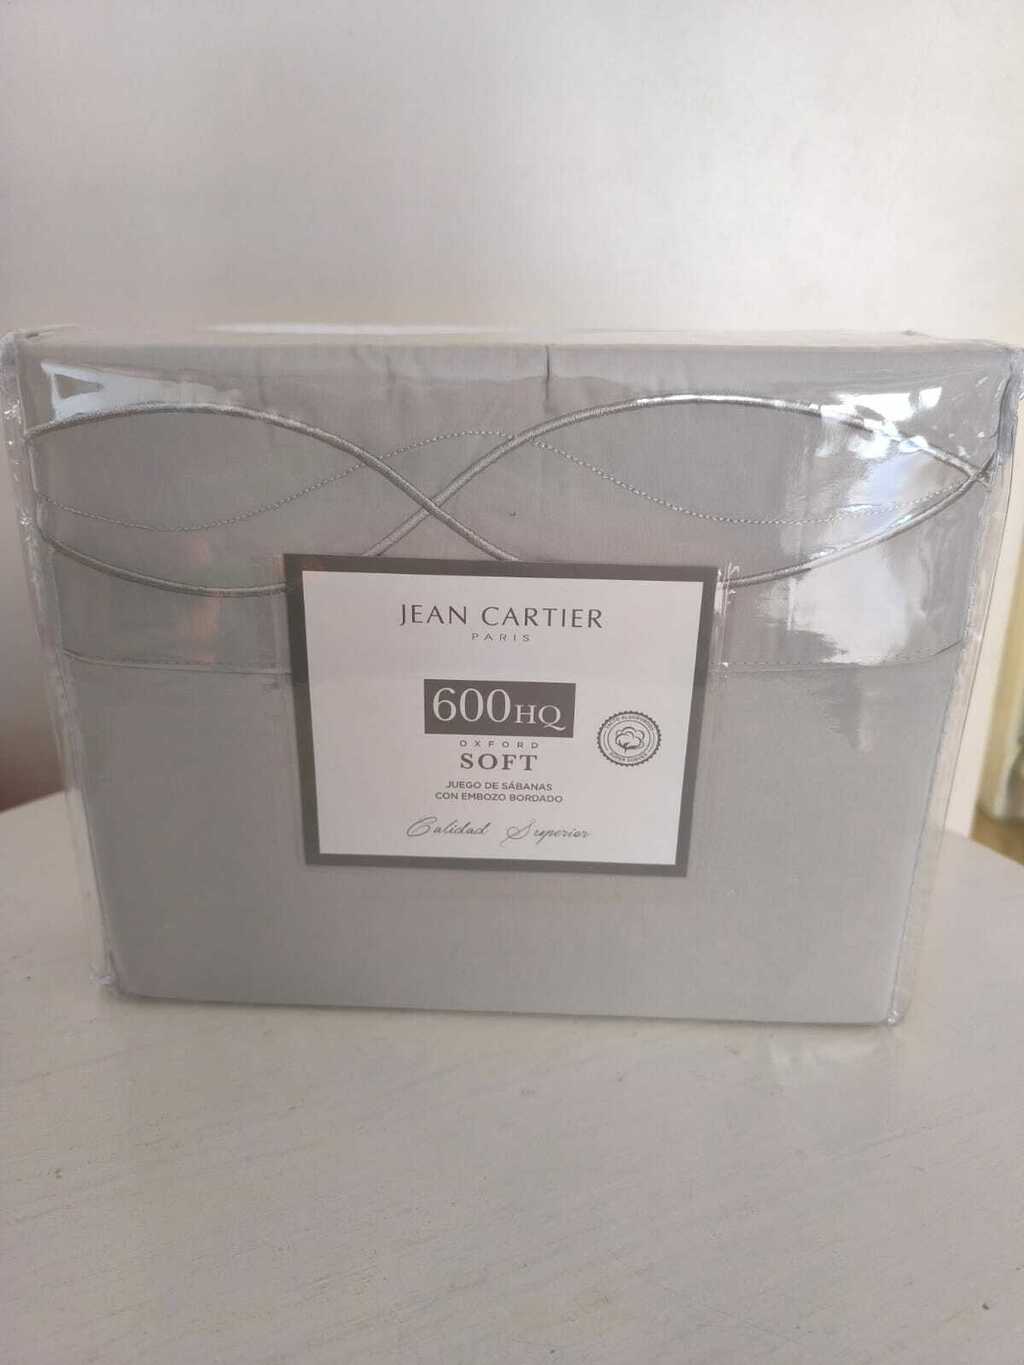 JEAN CARTIER
PARIS
600HQ
OXFORD
SOFT
JUEGO DE SÁBANAS
CON EMBOZO BORDADO
Calidad Superior